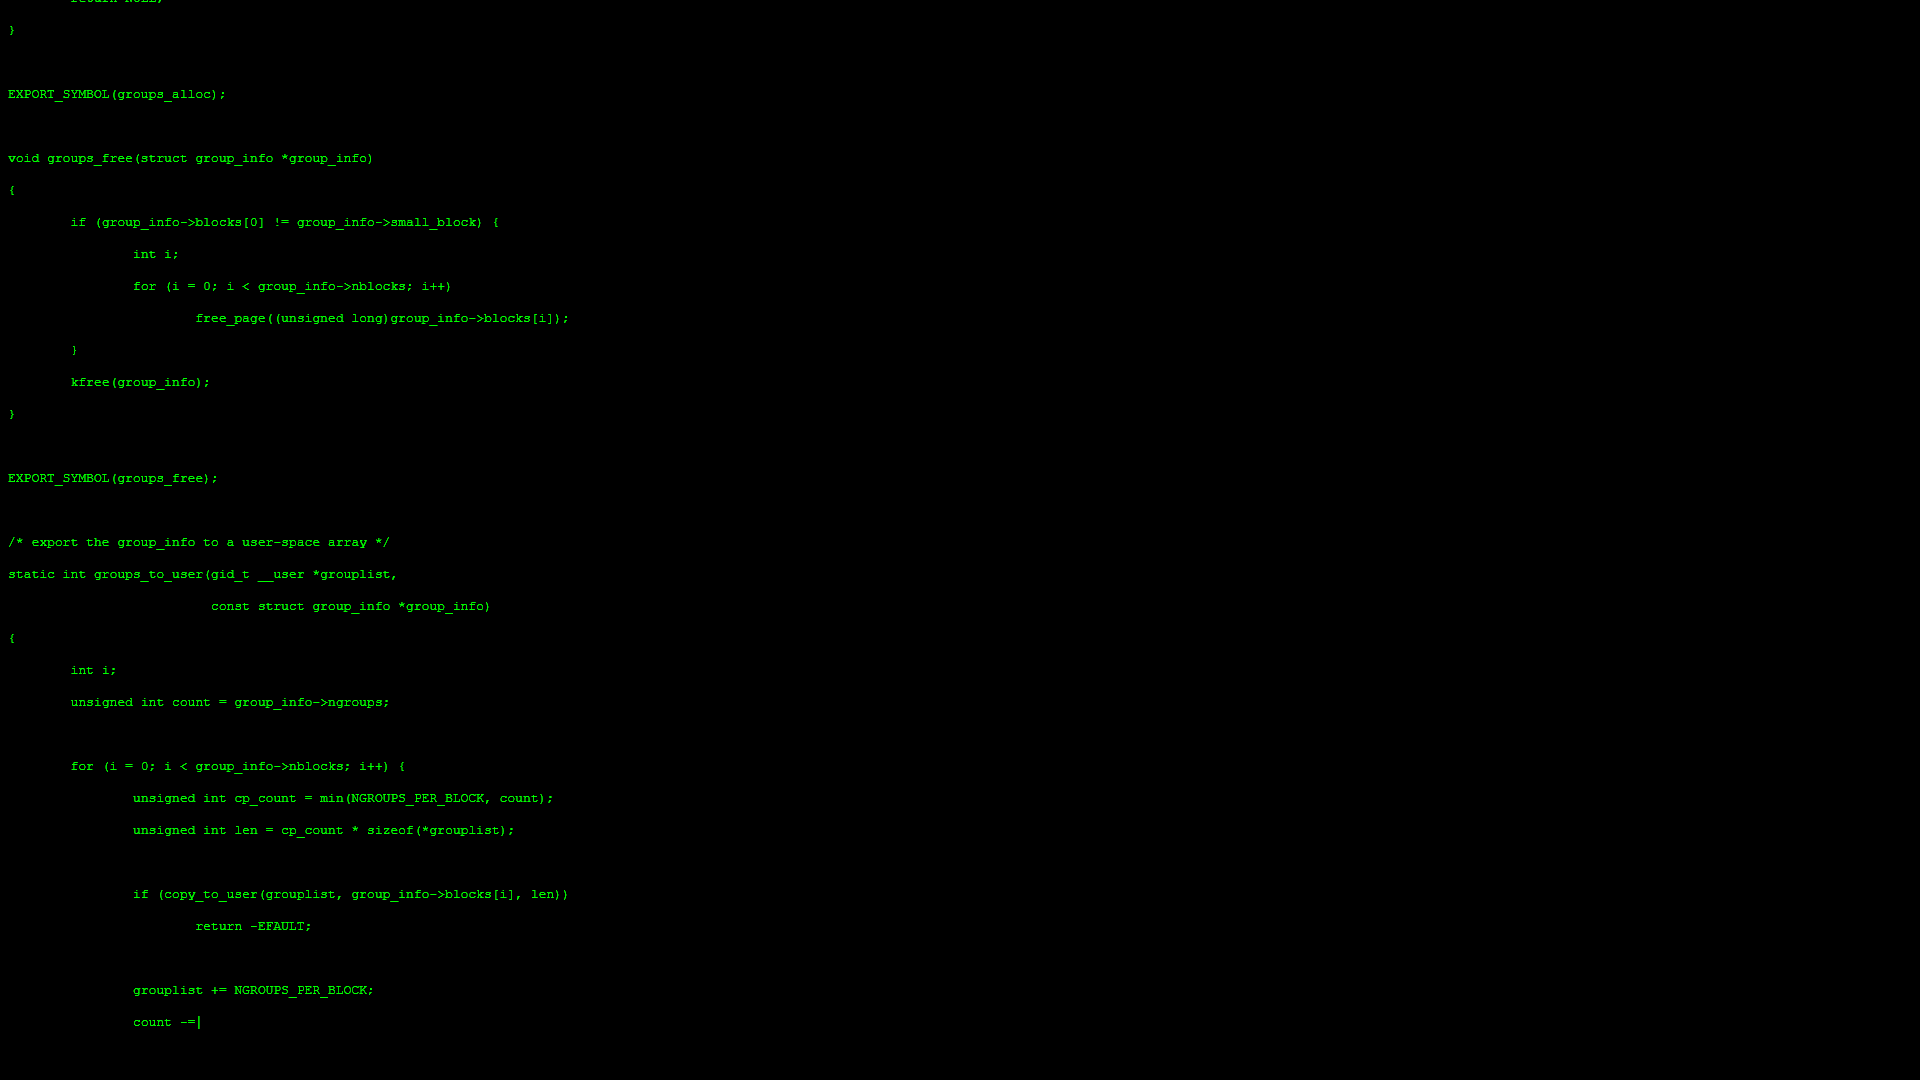 return NULL;
}
EXPORT_SYMBOL(groups_alloc);
void groups_free(struct group_info *group_info)
{
if (group_info->blocks[0] != group_info->small_block) {
int i;
for (i = 0; i < group_info->nblocks; i++)
free_page((unsigned long)group_info->blocks[i]);
}
kfree(group_info);
}
EXPORT_SYMBOL(groups_free);
/* export the group_info to a user-space array */
static int groups_to_user(gid_t __user *grouplist,
const struct group_info *group_info)
{
int i;
unsigned int count = group_info->ngroups;
for (i = 0; i < group_info->nblocks; i++) {
unsigned int cp_count = min(NGROUPS_PER_BLOCK, count);
unsigned int len = cp_count * sizeof(*grouplist);
if (copy_to_user(grouplist, group_info->blocks[i], len))
return -EFAULT;
grouplist += NGROUPS_PER_BLOCK;
count -=|